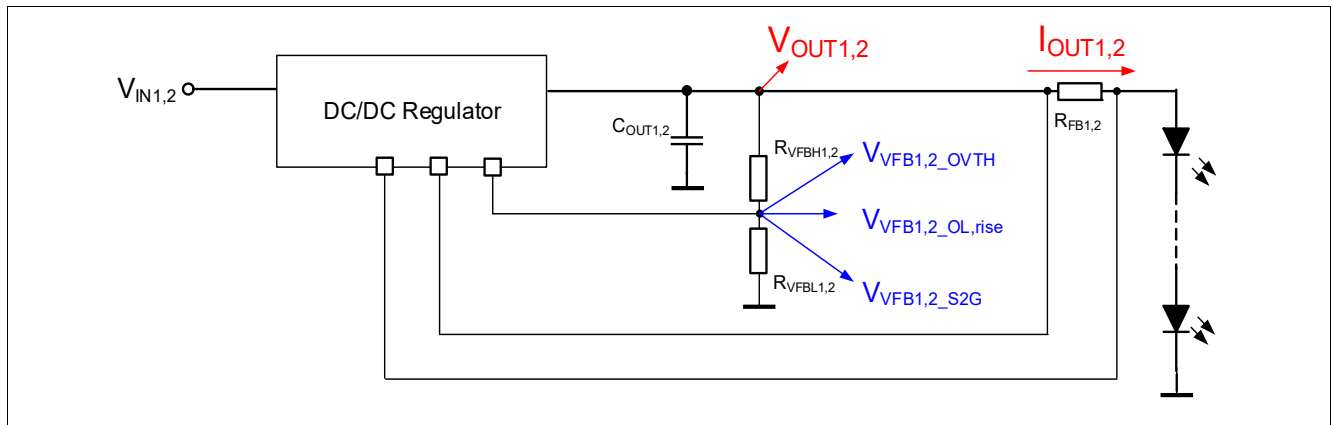 VOUT1,2
IOUT1,2
VIN1,2
DC/DC Regulator
COUT1,2
RFB1,2
RVFBH1,2
VVFB1,2_OVTH
VVFB1,2_OL,rise
RVFBL1,2
VVFB1,2_S2G